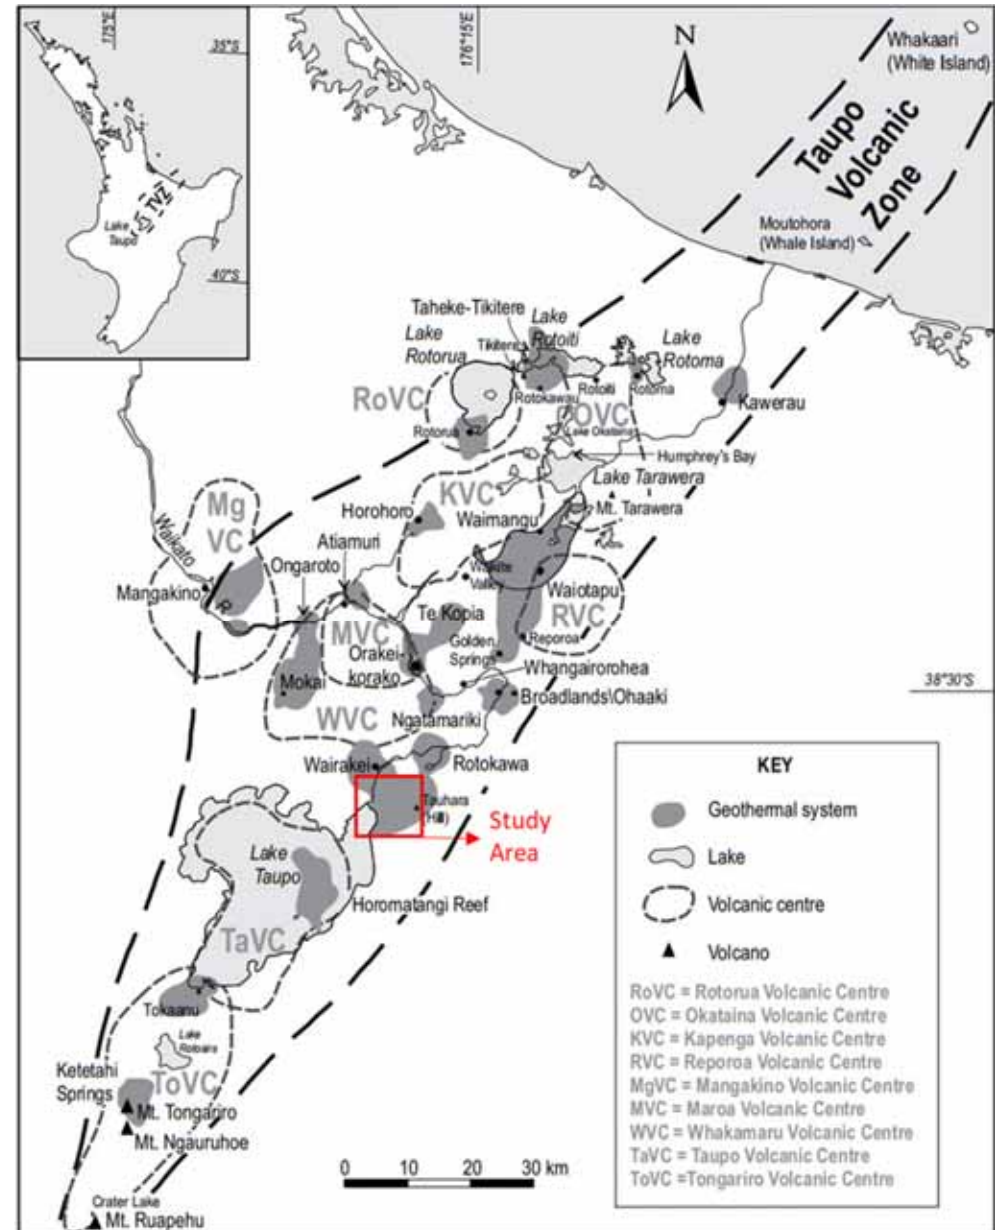 175°E
35°S
Lake
Taupo
TVZ
40°S
176°15'E
N
Whakaari
(White Island)
Taupo
Volcanic
Zone
Moutohora
(Whale Island)
Taheke-Tikitere
Lake
Rotorua
Lake
Rotoiti
Lake
Rotoma
Tikitere
Rotokawau
Rotoiti
Rotoma
Kawerau
RoVC
Rotorua
OVC
Lake Okataina
Humphrey's Bay
Lake Tarawera
Mt. Tarawera
KVC
Horohoro
Waimangu
Mg
VC
Atiamuri
Ongaroto
Waikato
R.
Mangakino
Valley
Waiotapu
RVC
Te Kopia
MVC
Orakei-
korako
Golden
Springs
Reporoa
Whangairorohea
Mokai
WVC
Ngatamariki
Broadlands\Ohaaki
38°30'S
Wairakei
Rotokawa
Tauhara
(Hill)
Study
Area
Lake
Taupo
Horomatangi Reef
TaVC
Tokaanu
Lake
Ketetahi
Springs
ToVC
Mt. Tongariro
Mt. Ngauruhoe
Crater Lake
Mt. Ruapehu
0 10 20 30 km
KEY
Geothermal system
Lake
Volcanic centre
Volcano
RoVC = Rotorua Volcanic Centre
OVC = Okataina Volcanic Centre
KVC = Kapenga Volcanic Centre
RVC = Reporoa Volcanic Centre
MgVC = Mangakino Volcanic Centre
MVC = Maroa Volcanic Centre
WVC = Whakamaru Volcanic Centre
TaVC = Taupo Volcanic Centre
ToVC =Tongariro Volcanic Centre